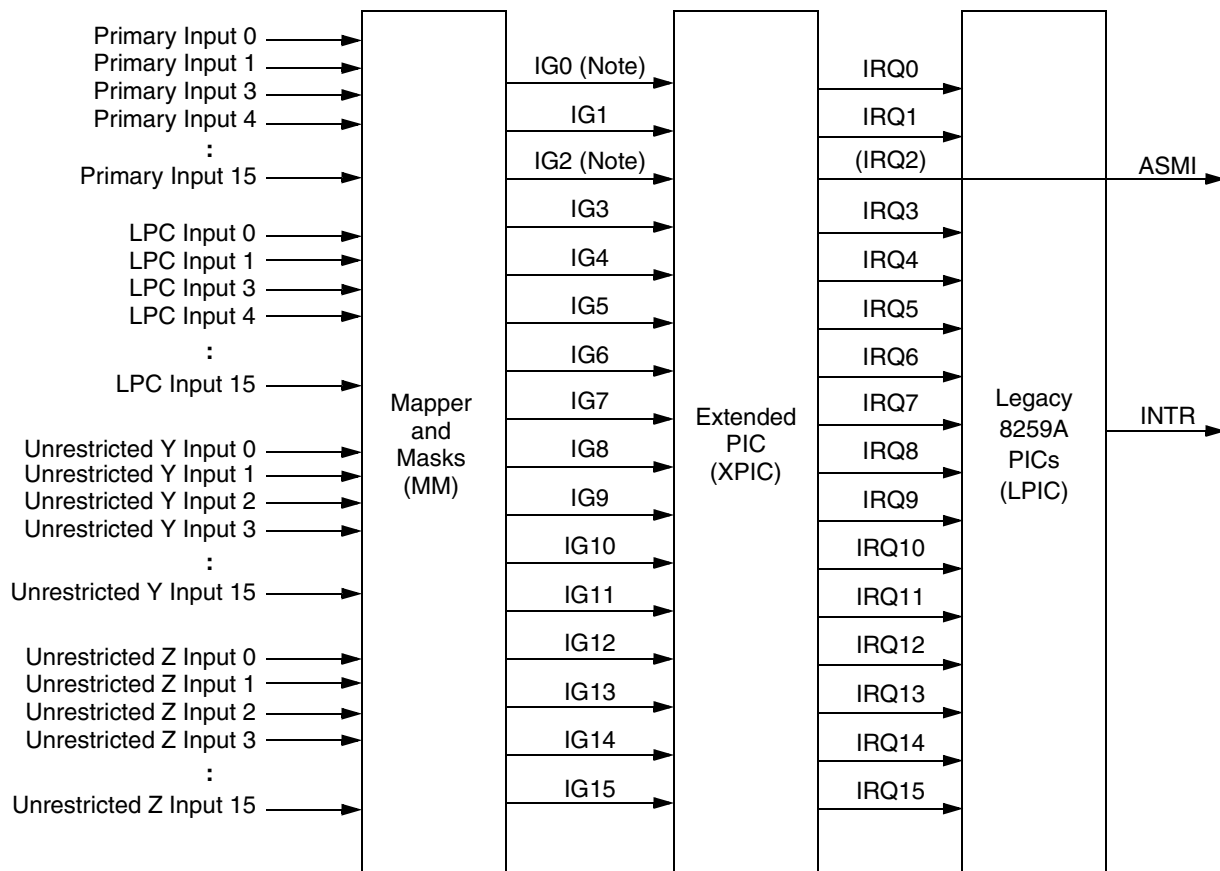 Primary Input 0
Primary Input 1
Primary Input 3
Primary Input 4
:
Primary Input 15
LPC Input 0
LPC Input 1
LPC Input 3
LPC Input 4
:
LPC Input 15
Unrestricted Y Input 0
Unrestricted Y Input 1
Unrestricted Y Input 2
Unrestricted Y Input 3
:
Unrestricted Y Input 15
Unrestricted Z Input 0
Unrestricted Z Input 1
Unrestricted Z Input 2
Unrestricted Z Input 3
:
Unrestricted Z Input 15
Mapper
and
Masks
(MM)
IG0 (Note)
IG1
IG2 (Note)
IG3
IG4
IG5
IG6
IG7
IG8
IG9
IG10
IG11
IG12
IG13
IG14
IG15
Extended
PIC
(XPIC)
IRQ0
IRQ1
(IRQ2)
IRQ3
IRQ4
IRQ5
IRQ6
IRQ7
IRQ8
IRQ9
IRQ10
IRQ11
IRQ12
IRQ13
IRQ14
IRQ15
Legacy
8259A
PICs
(LPIC)
ASMI
INTR